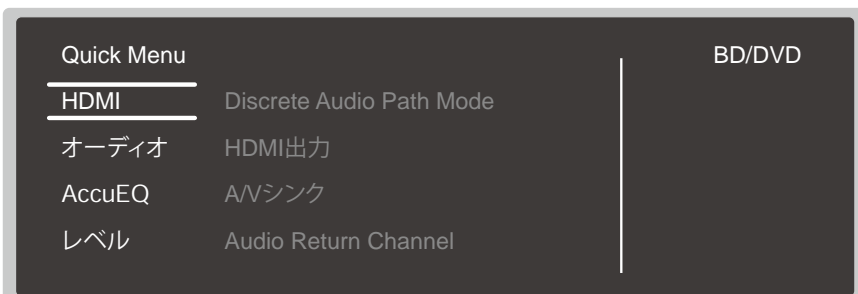 Quick Menu BD/DVD
HDMI Discrete Audio Path Mode
オーディオ HDMI出力
AccuEQ A/Vシンク
レベル Audio Return Channel